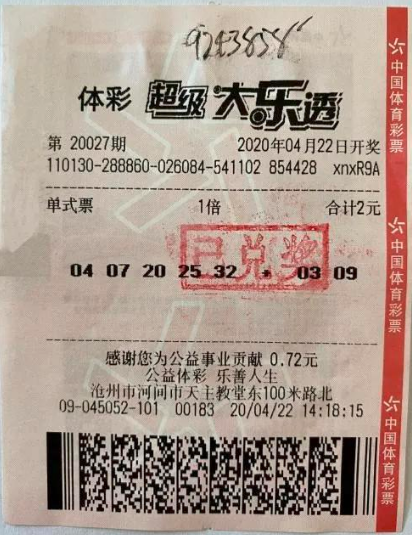 9243858
体彩 超级大乐透
第 20027期 2020年04月22日开奖
110130-288860-026084-541102 854428 xnxR9A
单式票 1倍 合计2元
已兑奖
04 07 20 25 32 + 03 09
感谢您为公益事业贡献 0.72元
公益体彩 乐善人生
沧州市河间市天主教堂东100米路北
09-045052-101 00183 20/04/22 14:18:15
中国体育彩票
中国体育彩票
中国体育彩票